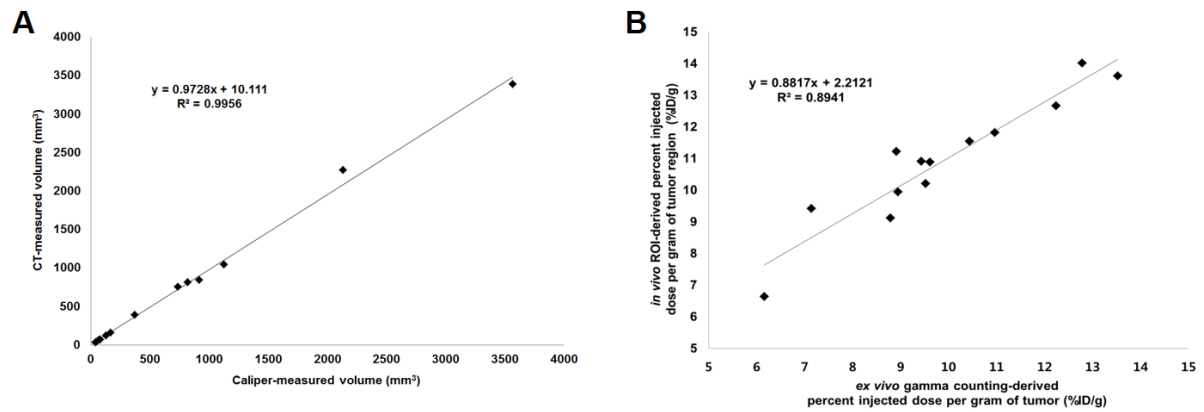 A
4000
3500
3000
2500
2000
1500
1000
500
0
CT-measured volume (mm³)
y = 0.9728x + 10.111
R² = 0.9956
0 500 1000 1500 2000 2500 3000 3500 4000
Caliper-measured volume (mm³)
B
15
14
13
12
11
10
9
8
7
6
5
in vivo ROI-derived percent injected
dose per gram of tumor region (%ID/g)
y = 0.8817x + 2.2121
R² = 0.8941
5 6 7 8 9 10 11 12 13 14 15
ex vivo gamma counting-derived
percent injected dose per gram of tumor (%ID/g)